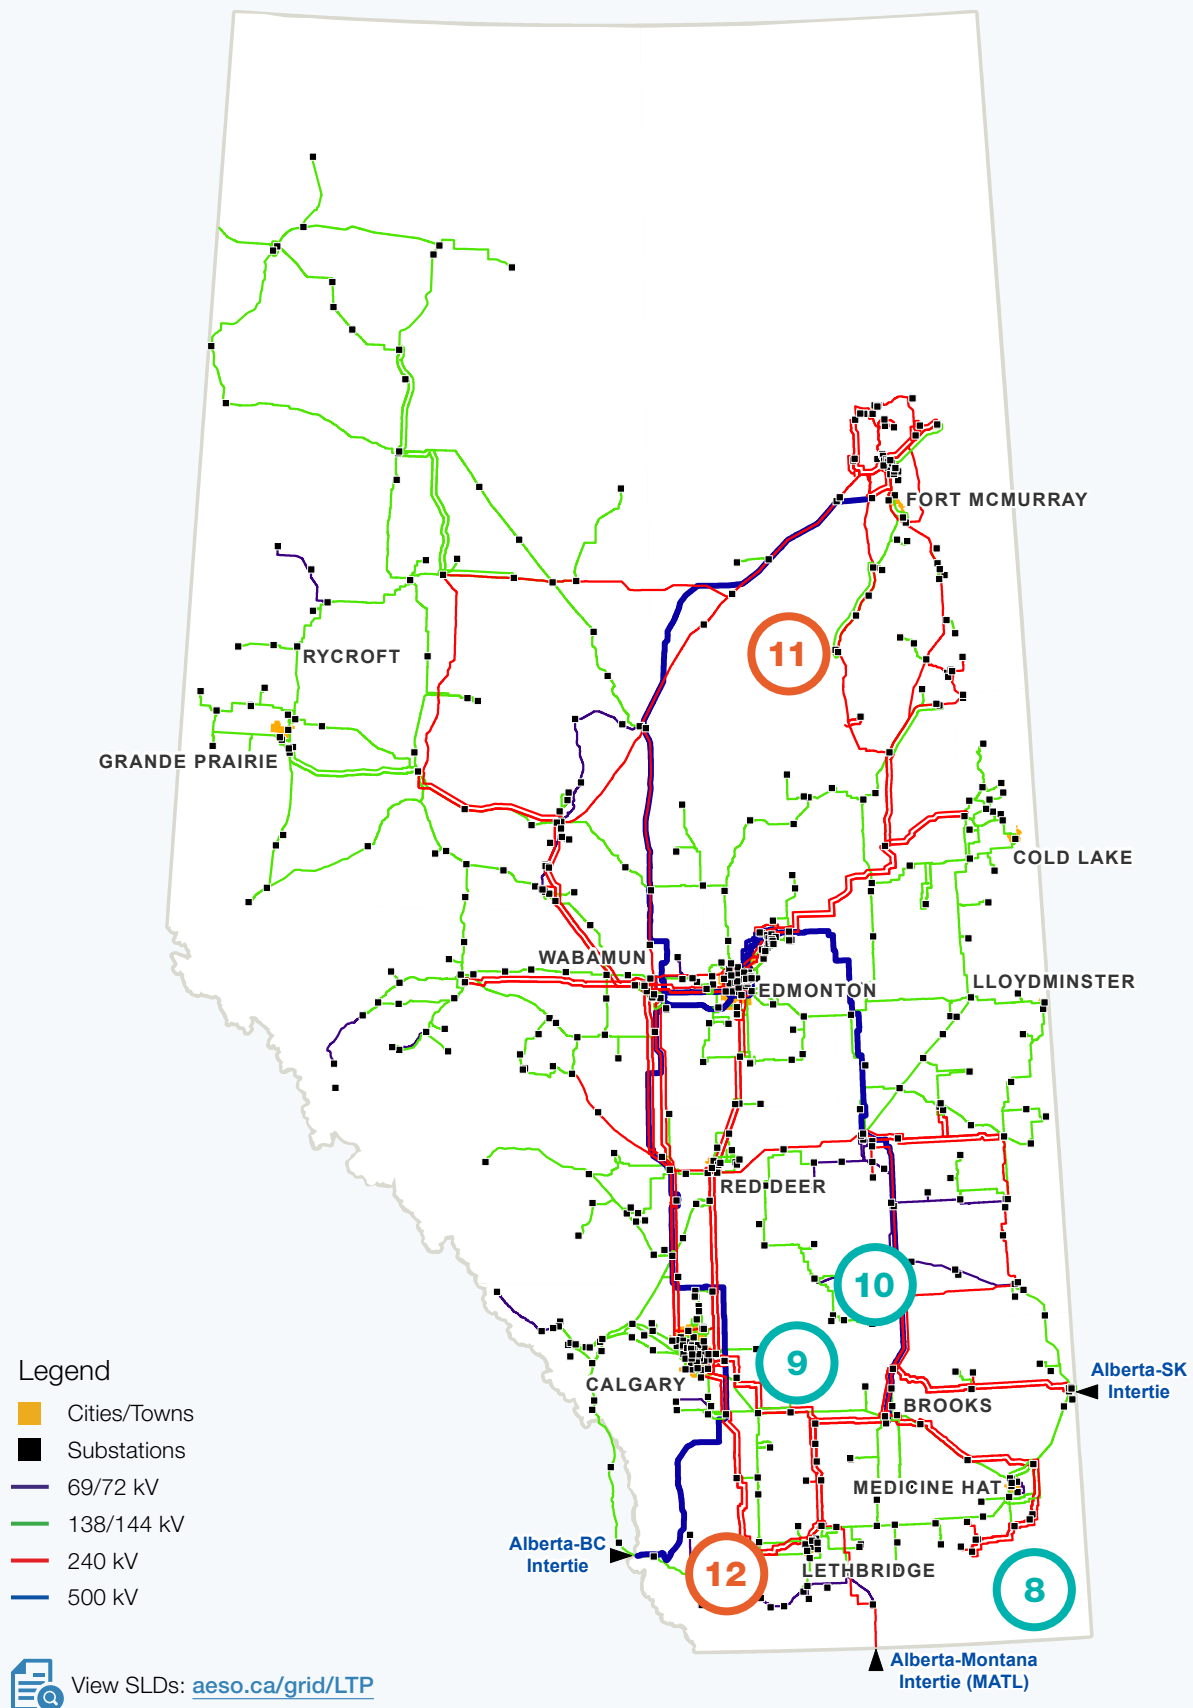 FORT MCMURRAY
11
RYCROFT
GRANDE PRAIRIE
COLD LAKE
WABAMUN
EDMONTON
LLOYDMINSTER
RED DEER
10
9
CALGARY
BROOKS
Alberta-SK
Intertie
MEDICINE HAT
Alberta-BC
Intertie
12
LETHBRIDGE
8
Alberta-Montana
Intertie (MATL)
Legend
Cities/Towns
Substations
69/72 kV
138/144 kV
240 kV
500 kV
View SLDs: aeso.ca/grid/LTP